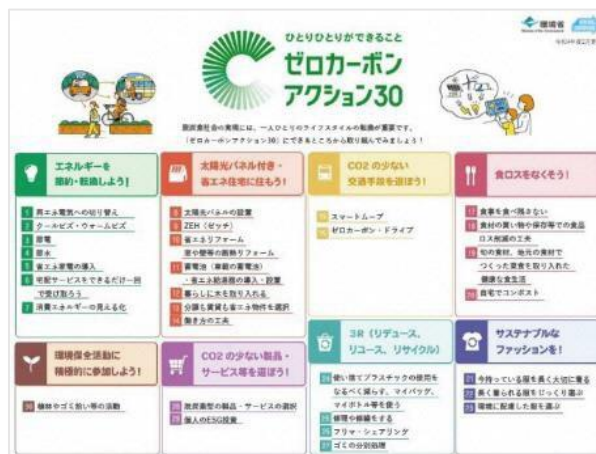 環境省
ひとりひとりができること
ゼロカーボン
アクション30
脱炭素社会の実現には、一人ひとりのライフスタイルの転換が重要です。
「ゼロカーボンアクション30」にできるところから取り組んでみましょう!
エネルギーを
節約・転換しよう!
1 再エネ電気への切り替え
2 クールビズ・ウォームビズ
3 節電
4 節水
5 省エネ家電の導入
6 宅配サービスをできるだけ一回
で受け取ろう
7 消費エネルギーの見える化
太陽光パネル付き・
省エネ住宅に住もう!
8 太陽光パネルの設置
9 ZEH(ゼッチ)
10 省エネリフォーム
窓や壁等の断熱リフォーム
11 蓄電池(車載の蓄電池)
・省エネ給湯器の導入・設置
12 暮らしに木を取り入れる
13 分譲も賃貸も省エネ物件を選択
14 働き方の工夫
CO2の少ない
交通手段を選ぼう!
15 スマートムーブ
16 ゼロカーボン・ドライブ
食ロスをなくそう!
17 食事を食べ残さない
18 食材の買い物や保存等での食品
ロス削減の工夫
19 旬の食材、地元の食材で
つくった菜食を取り入れた
健康な食生活
20 自宅でコンポスト
環境保全活動に
積極的に参加しよう!
30 植林やゴミ拾い等の活動
CO2の少ない製品・
サービス等を選ぼう!
28 脱炭素型の製品・サービスの選択
29 個人のESG投資
3R(リデュース、
リユース、リサイクル)
24 使い捨てプラスチックの使用を
なるべく減らす。マイバッグ、
マイボトル等を使う
25 修理や修繕をする
26 フリマ・シェアリング
27 ゴミの分別処理
サステナブルな
ファッションを!
21 今持っている服を長く大切に着る
22 長く着られる服をじっくり選ぶ
23 環境に配慮した服を選ぶ